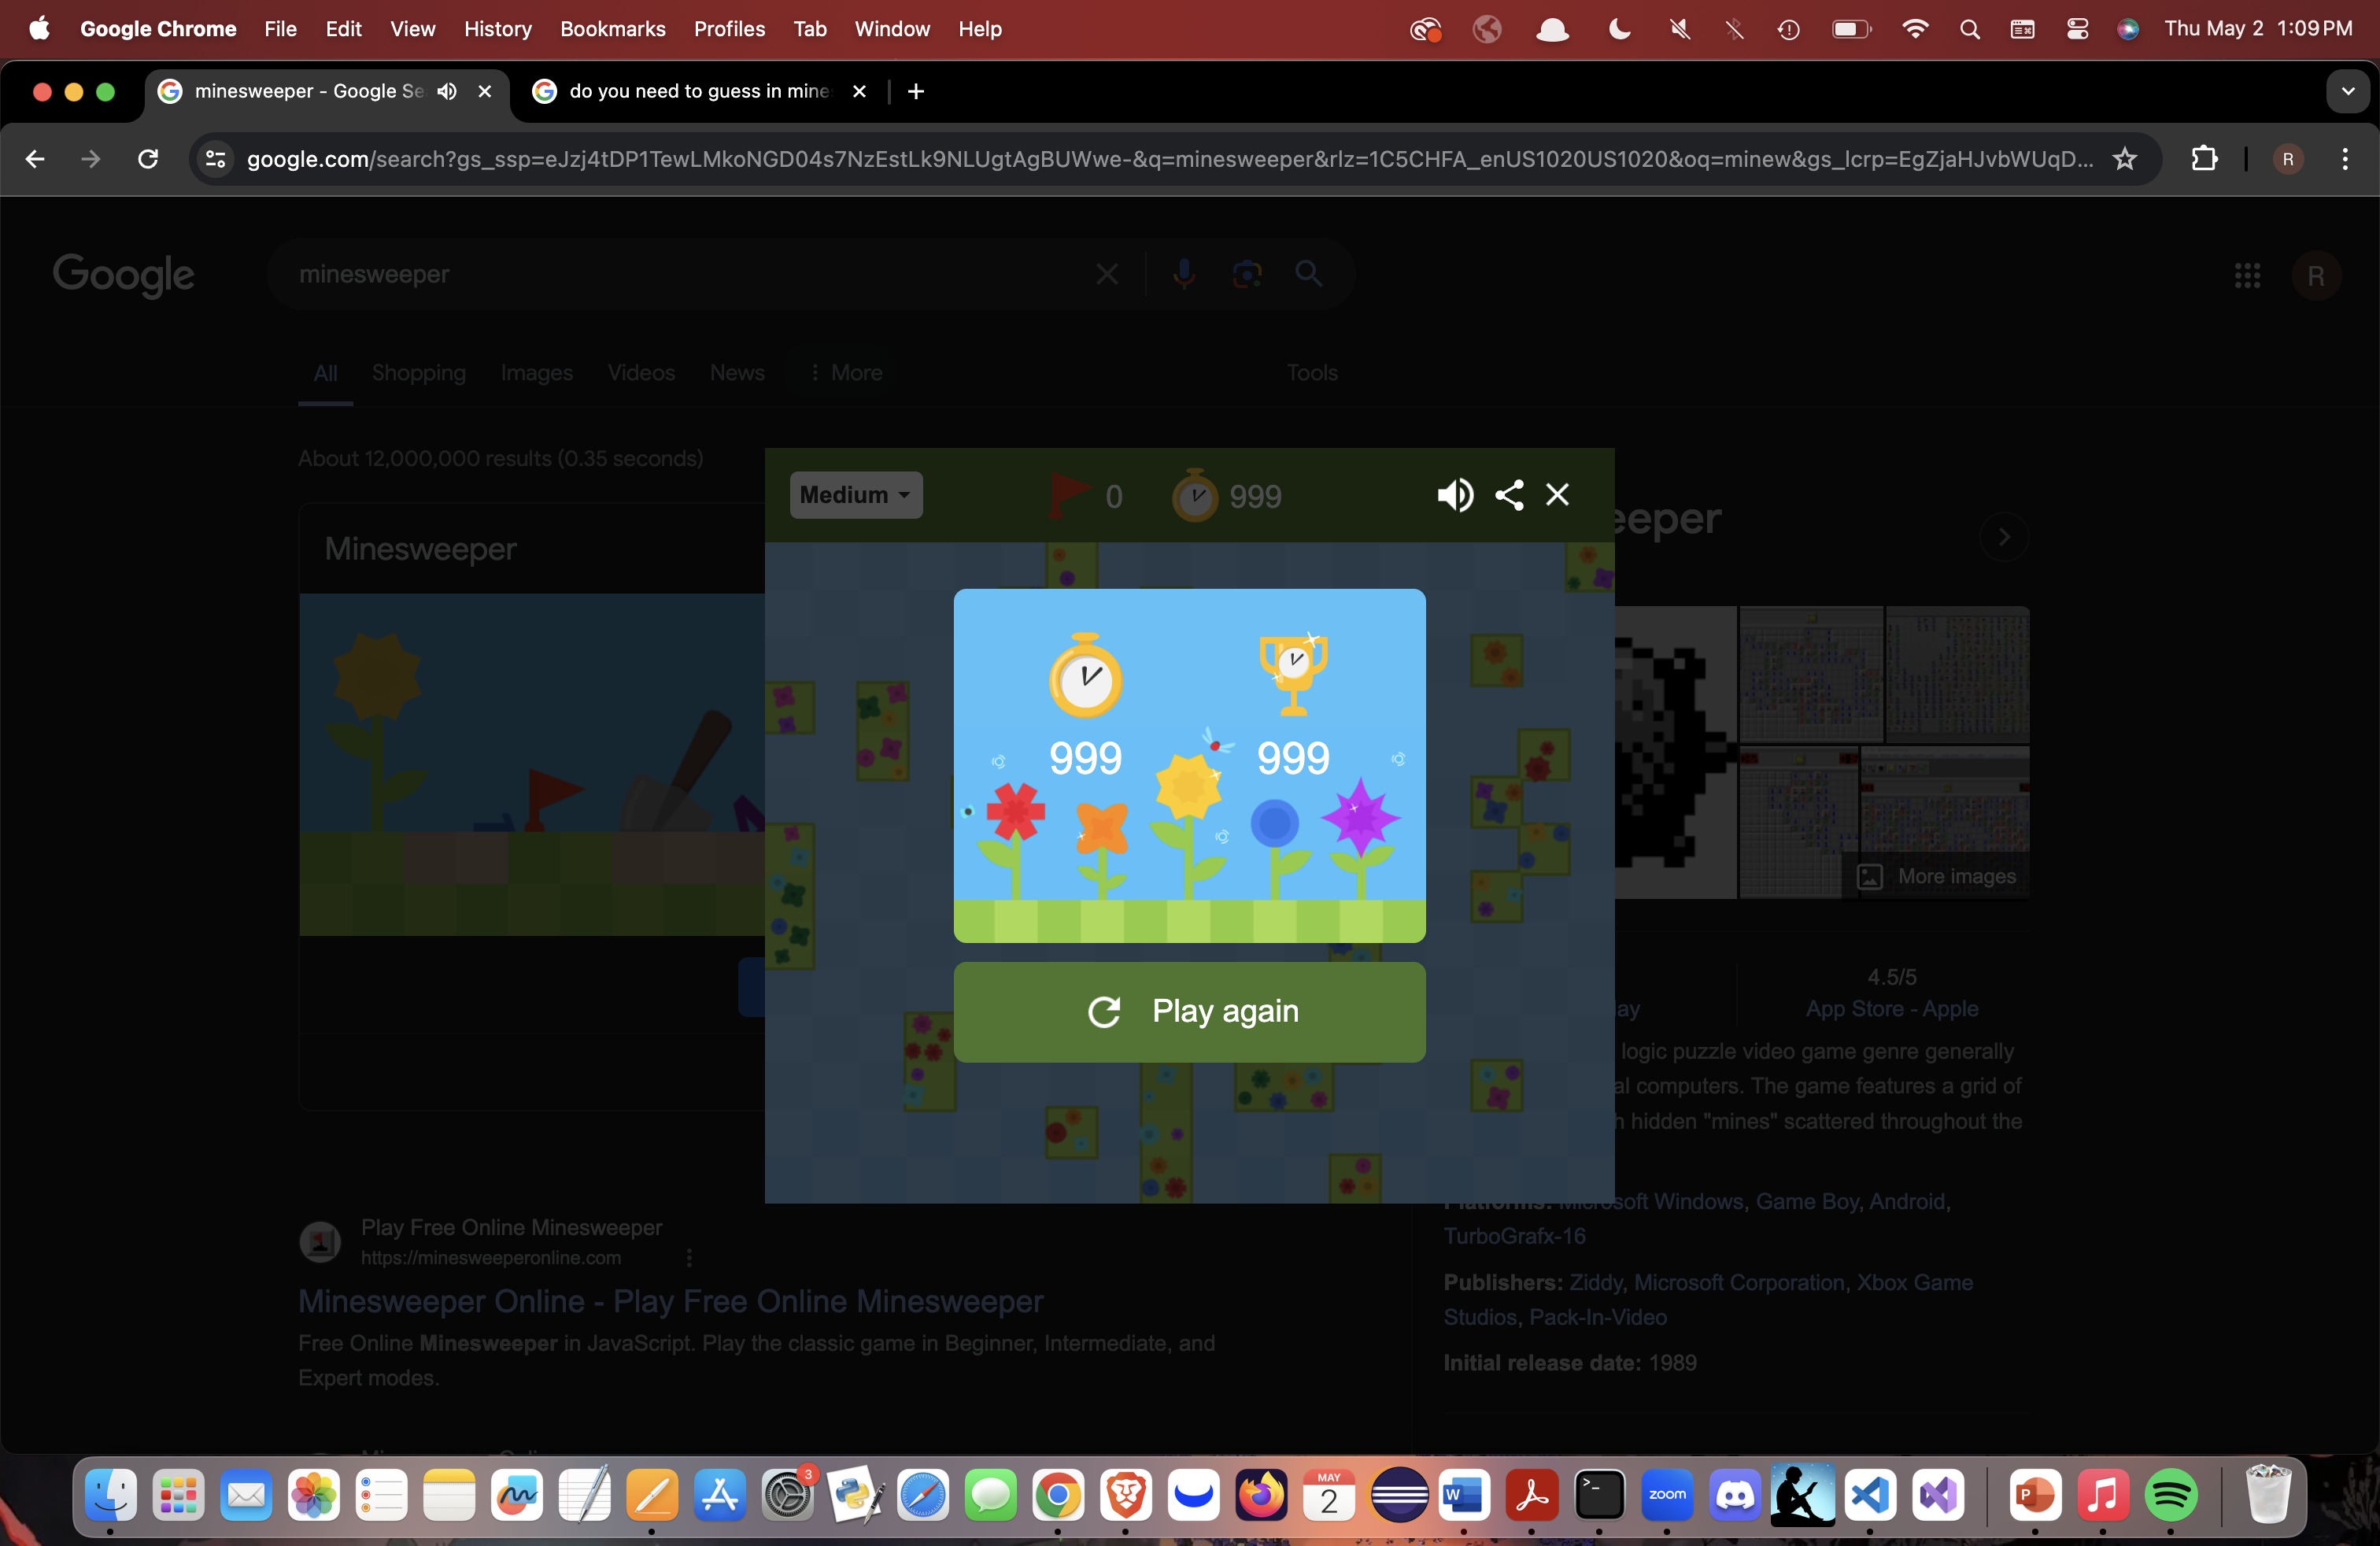 Google Chrome File Edit View History Bookmarks Profiles Tab Window Help Thu May 2 1:09 PM
minesweeper - Google Se
do you need to guess in mine
google.com/search?gs_ssp=eJzj4tDP1TewLMkoNGD04s7NzEstLk9NLUgtAgBUWwe-&q=minesweeper&rlz=1C5CHFA_enUS1020US1020&oq=minew&gs_lcrp=EgZjaHJvbWUqD...
R
Google
minesweeper
R
All Shopping Images Videos News More Tools
About 12,000,000 results (0.35 seconds)
Medium 0 999
eeper
Minesweeper
999 999
More images
Play again
4.5/5
lay
App Store - Apple
logic puzzle video game genre generally
al computers. The game features a grid of
h hidden "mines" scattered throughout the
Platforms: Microsoft Windows, Game Boy, Android,
TurboGrafx-16
Publishers: Ziddy, Microsoft Corporation, Xbox Game
Studios, Pack-In-Video
Initial release date: 1989
Play Free Online Minesweeper
https://minesweeperonline.com
Minesweeper Online - Play Free Online Minesweeper
Free Online Minesweeper in JavaScript. Play the classic game in Beginner, Intermediate, and
Expert modes.
3
MAY
2
W
zoom
P